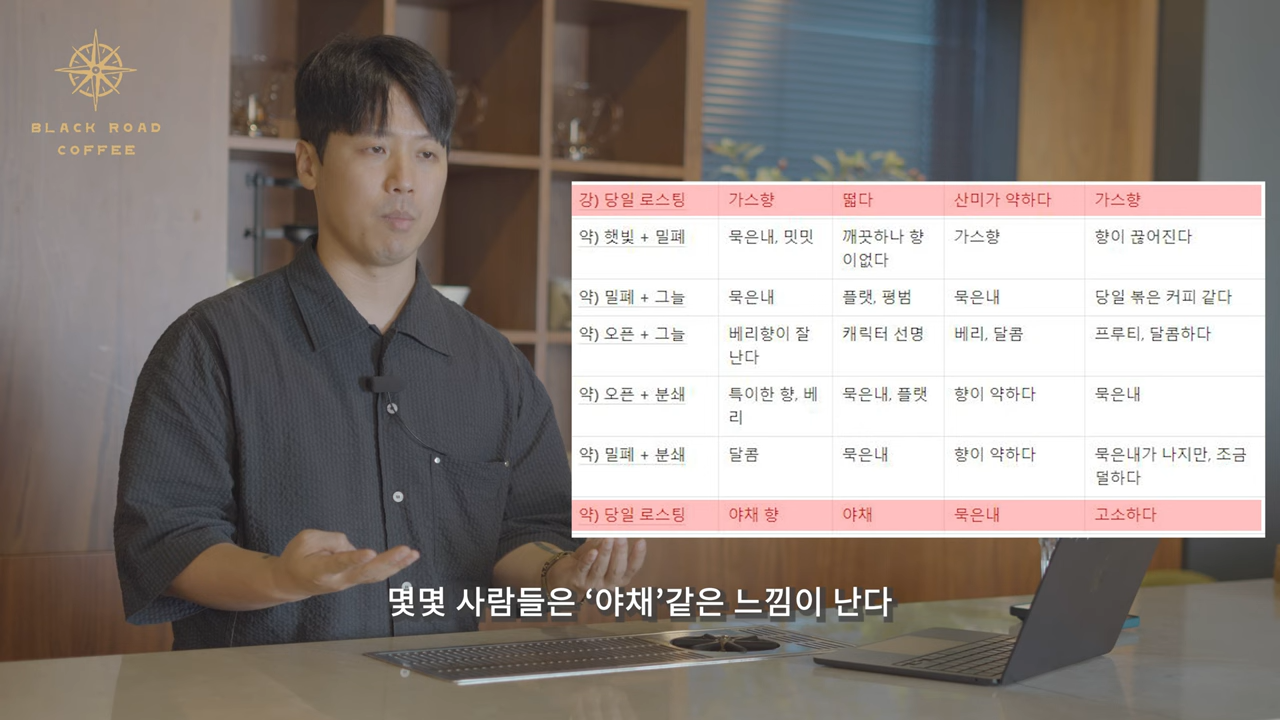 BLACK ROAD
COFFEE
강) 당일 로스팅 가스향 떫다 산미가 약하다 가스향
약) 햇빛 + 밀폐 묵은내, 밋밋 깨끗하나 향이없다 가스향 향이 끊어진다
약) 밀폐 + 그늘 묵은내 플랫, 평범 묵은내 당일 볶은 커피 같다
약) 오픈 + 그늘 베리향이 잘 난다 캐릭터 선명 베리, 달콤 프루티, 달콤하다
약) 오픈 + 분쇄 특이한 향, 베리 묵은내, 플랫 향이 약하다 묵은내
약) 밀폐 + 분쇄 달콤 묵은내 향이 약하다 묵은내가 나지만, 조금 덜하다
약) 당일 로스팅 야채 향 야채 묵은내 고소하다
몇몇 사람들은 ‘야채’같은 느낌이 난다